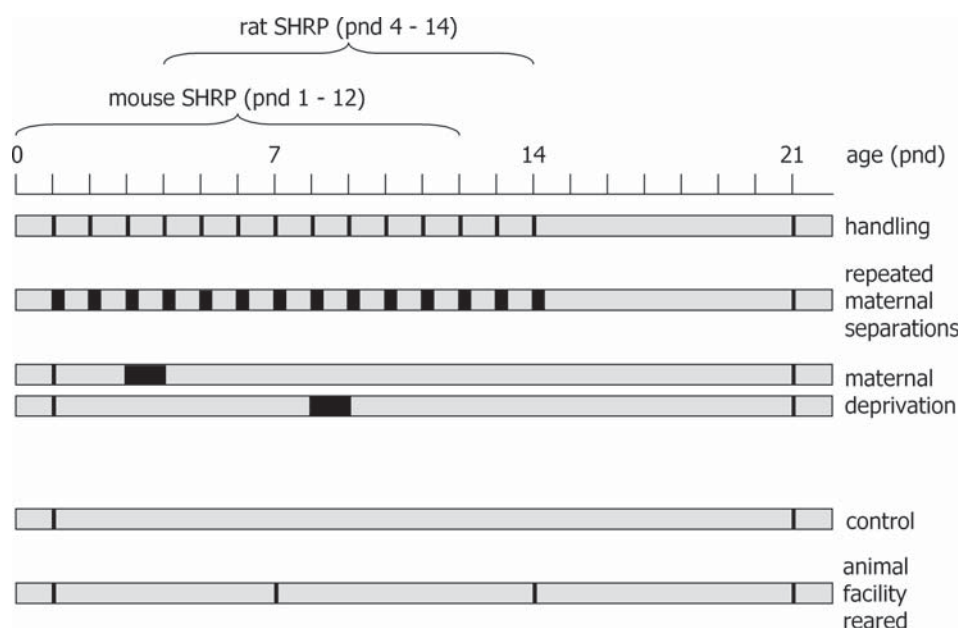 rat SHRP (pnd 4 - 14)
mouse SHRP (pnd 1 - 12)
0 7 14 21 age (pnd)
handling
repeated
maternal
separations
maternal
deprivation
control
animal
facility
reared